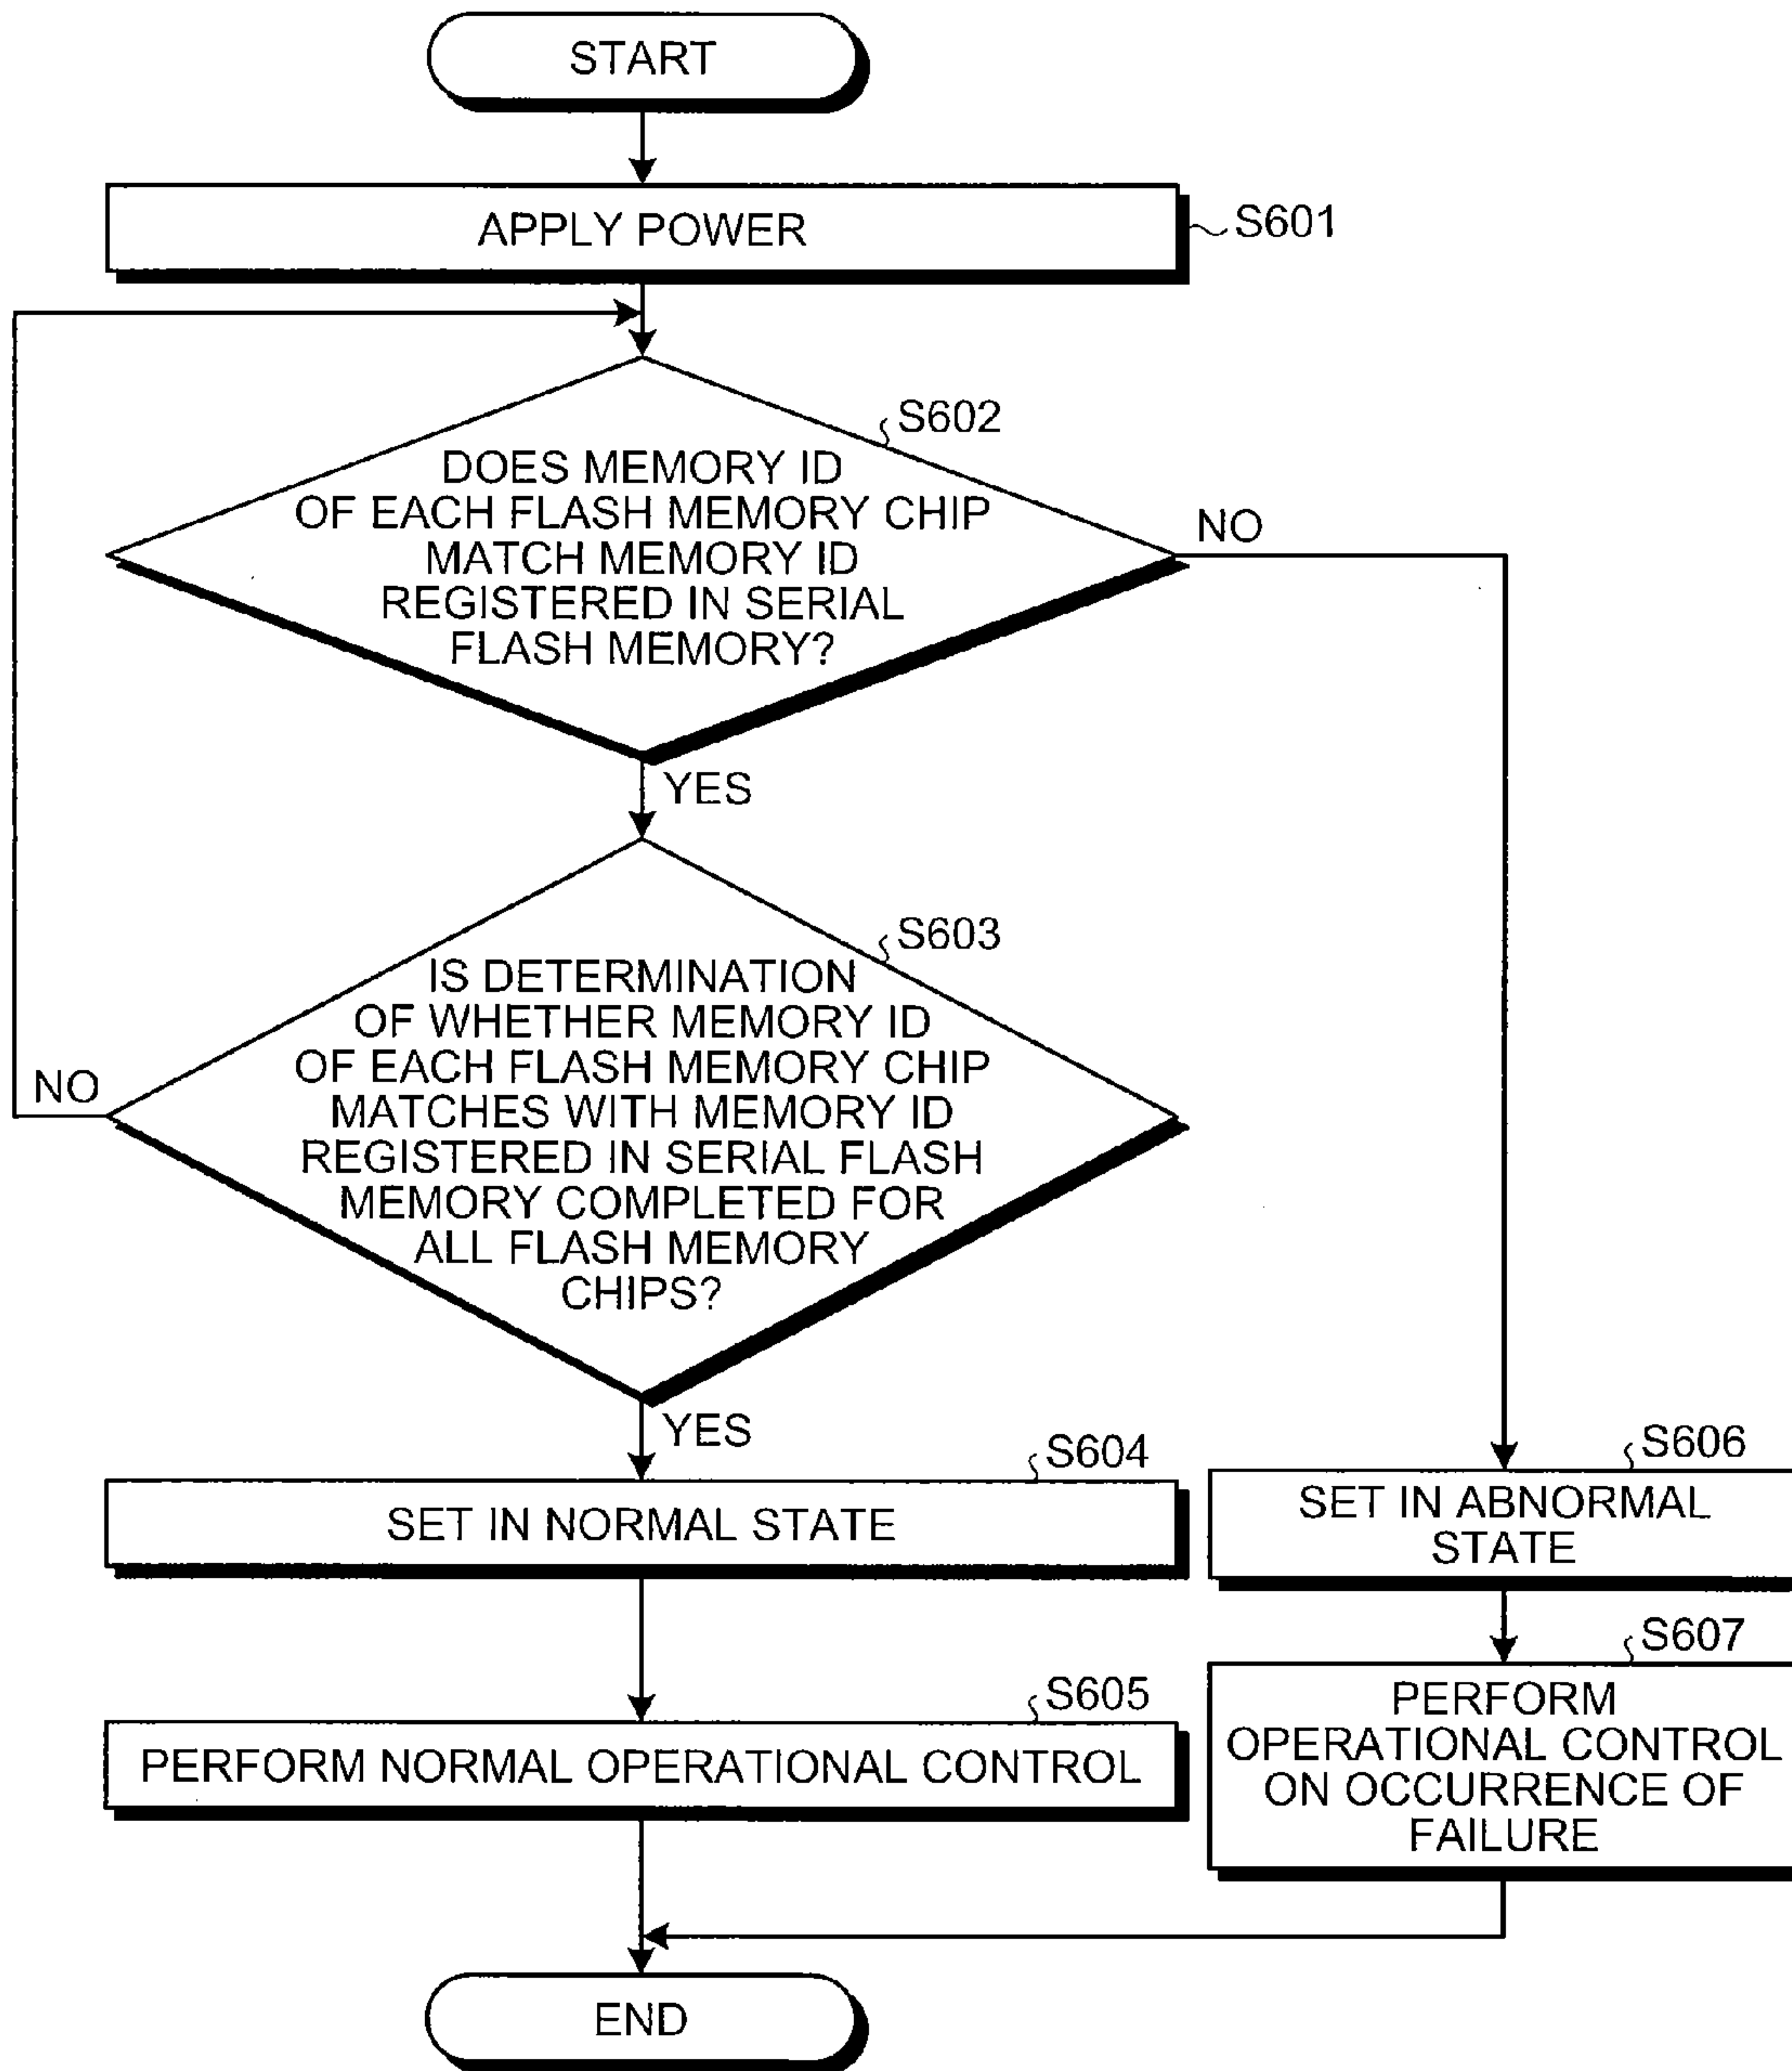 START
APPLY POWER
S601
S602
DOES MEMORY ID
OF EACH FLASH MEMORY CHIP
MATCH MEMORY ID
REGISTERED IN SERIAL
FLASH MEMORY?
NO
YES
S603
IS DETERMINATION
OF WHETHER MEMORY ID
OF EACH FLASH MEMORY CHIP
MATCHES WITH MEMORY ID
REGISTERED IN SERIAL FLASH
MEMORY COMPLETED FOR
ALL FLASH MEMORY
CHIPS?
NO
YES
S604
SET IN NORMAL STATE
S606
SET IN ABNORMAL
STATE
S605
PERFORM NORMAL OPERATIONAL CONTROL
S607
PERFORM
OPERATIONAL CONTROL
ON OCCURRENCE OF
FAILURE
END